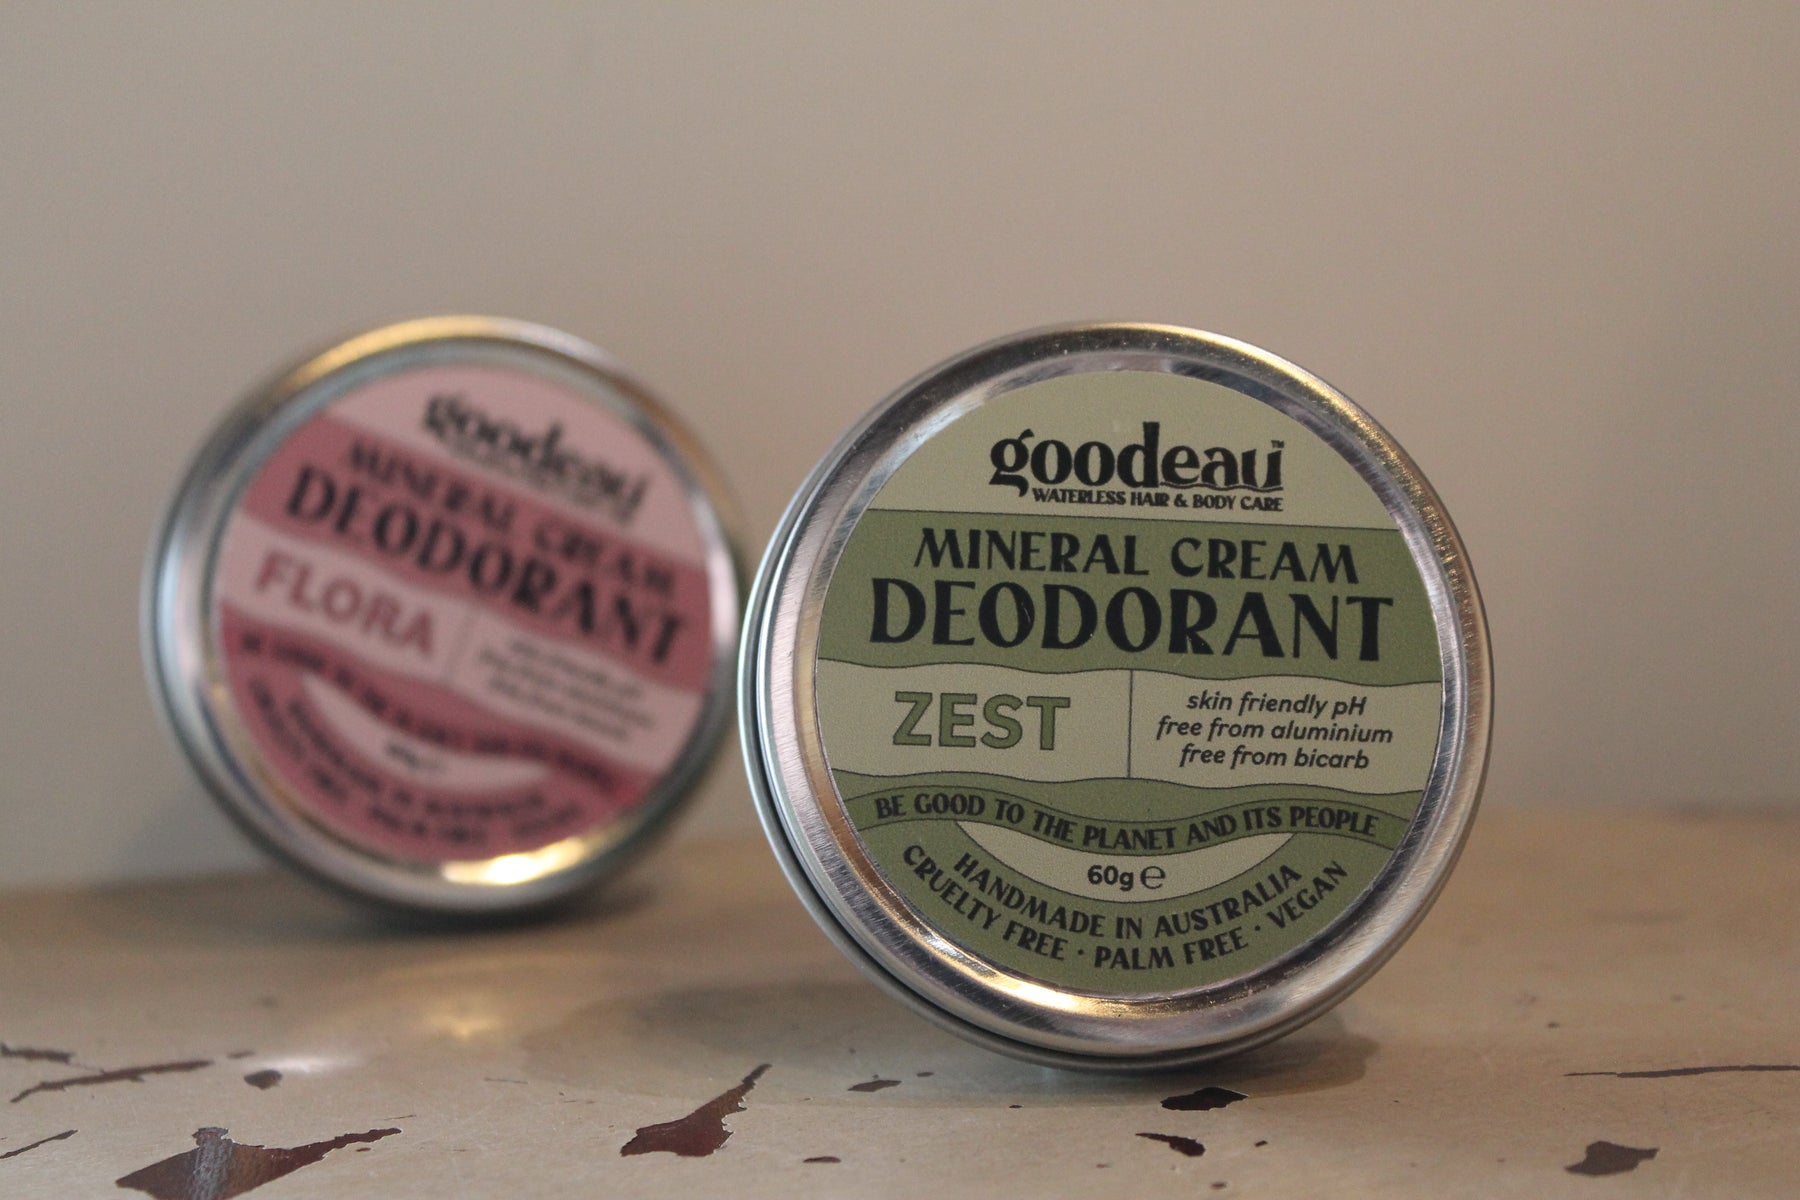 goodeau
MINERAL CREAM
DEODORANT
FLORA
goodeau™
WATERLESS HAIR & BODY CARE
MINERAL CREAM
DEODORANT
ZEST
skin friendly pH
free from aluminium
free from bicarb
BE GOOD TO THE PLANET AND ITS PEOPLE
60g ℮
HANDMADE IN AUSTRALIA
CRUELTY FREE · PALM FREE · VEGAN